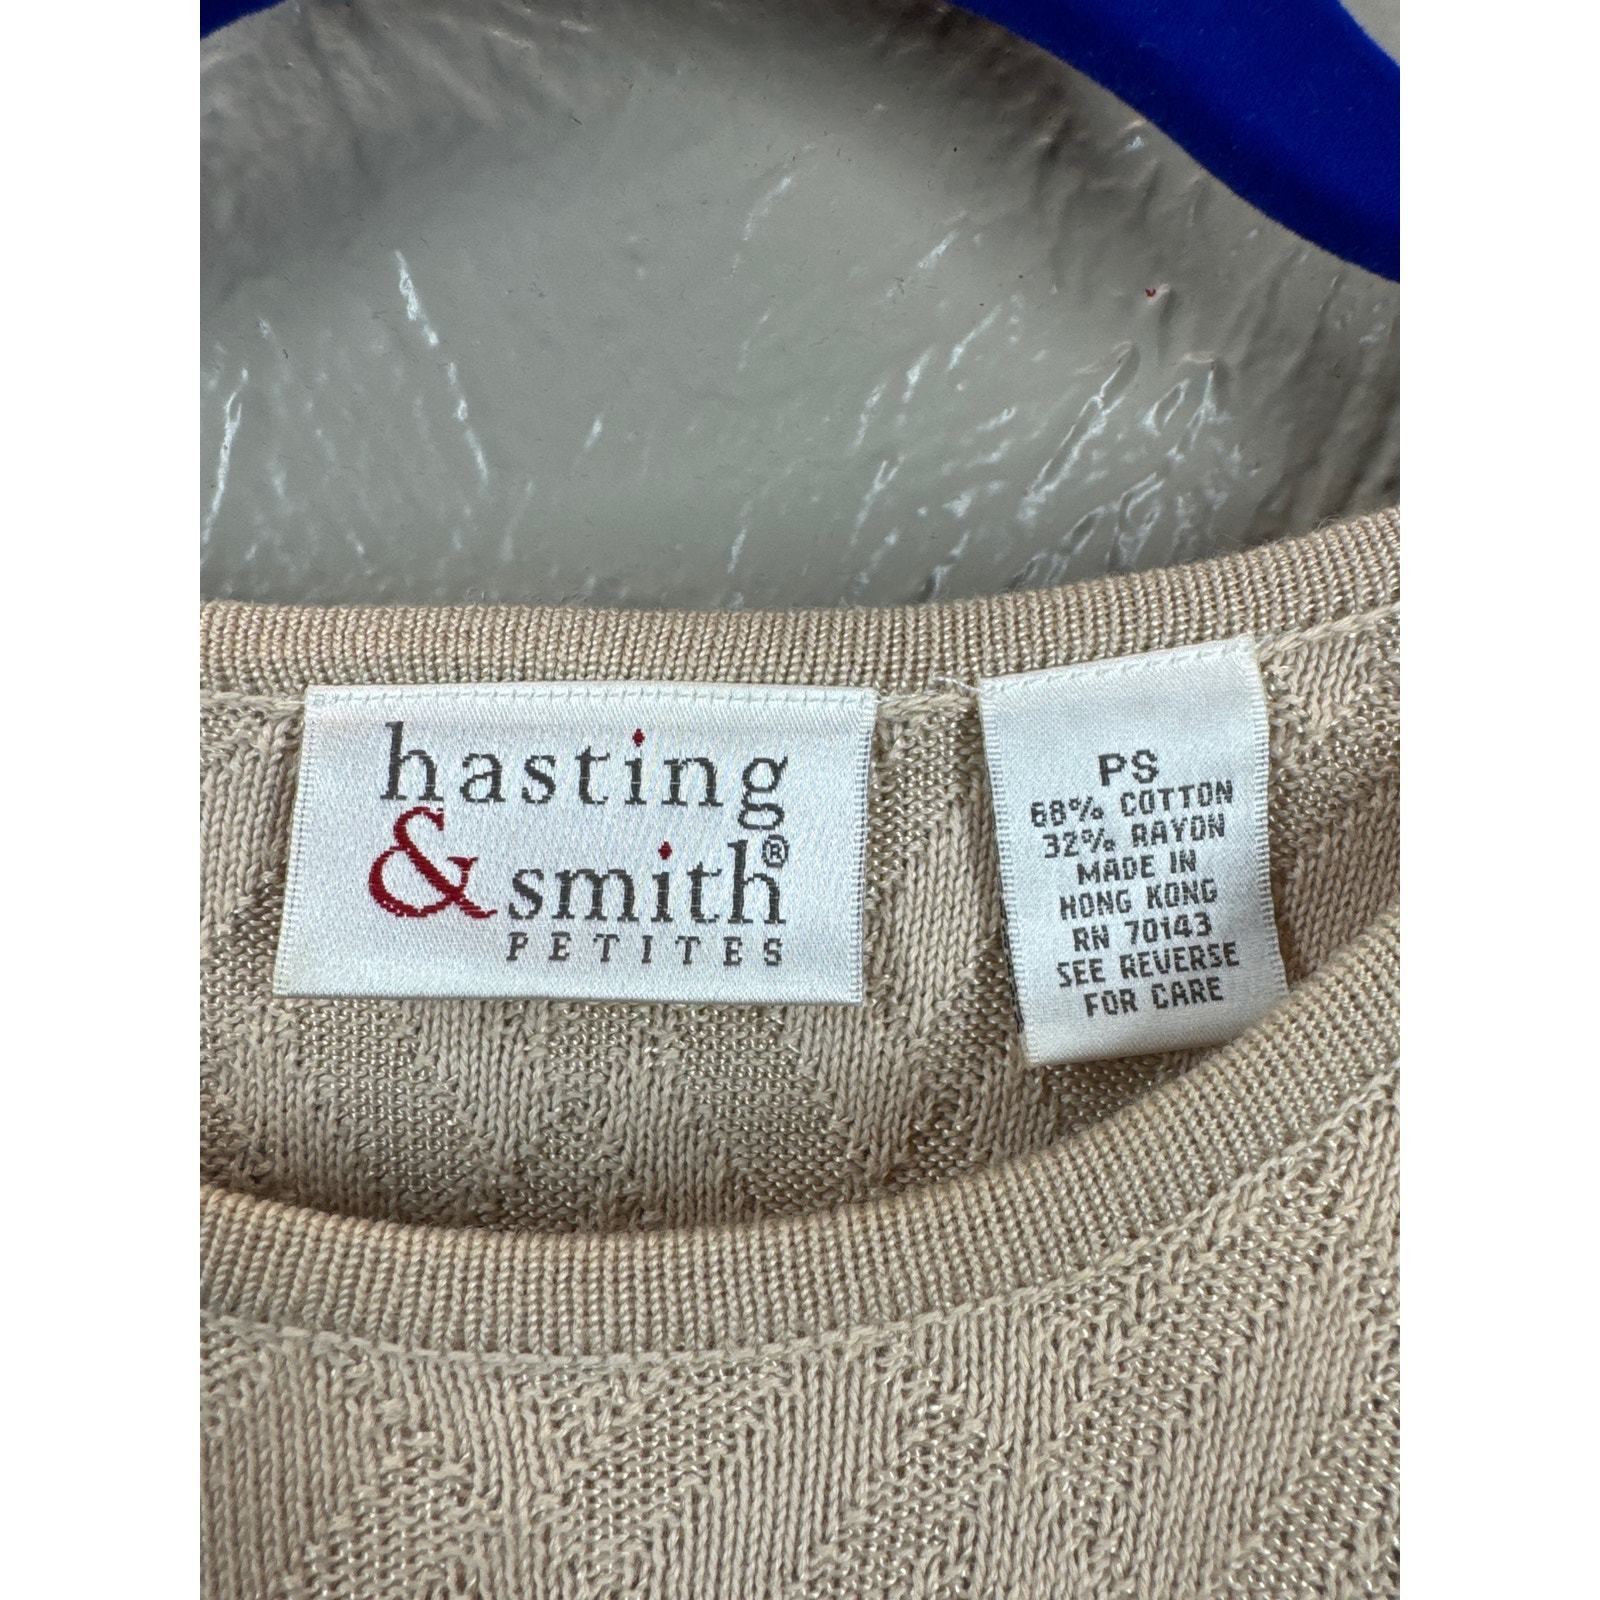 hasting
& smith®
PETITES
PS
68% COTTON
32% RAYON
MADE IN
HONG KONG
RN 70143
SEE REVERSE
FOR CARE